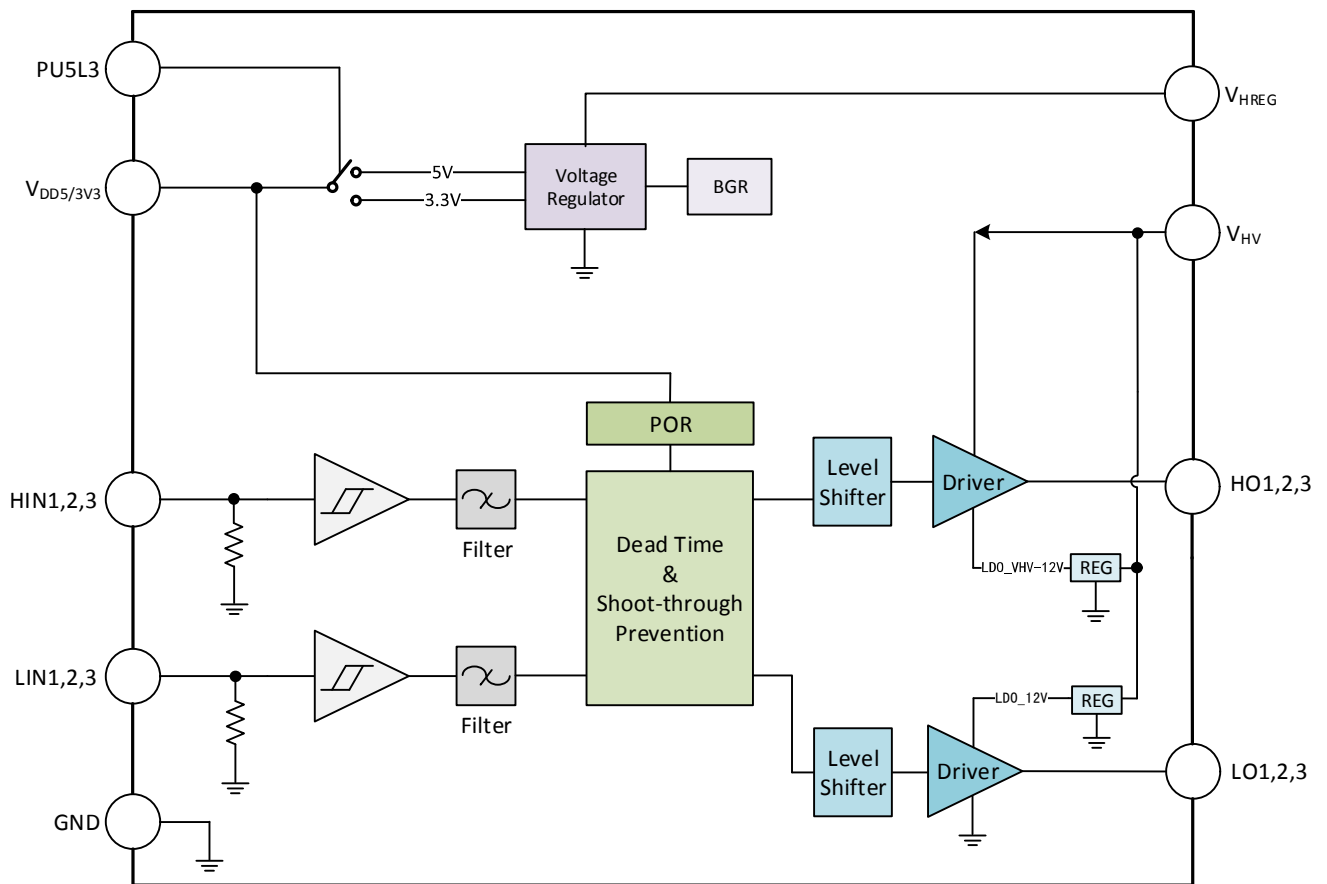 PU5L3
VHREG
VDD5/3V3
5V
3.3V
Voltage
Regulator
BGR
VHV
POR
HIN1,2,3
Filter
Dead Time
&
Shoot-through
Prevention
Level
Shifter
Driver
HO1,2,3
LDO_VHV-12V
REG
LIN1,2,3
Filter
LDO_12V
REG
Level
Shifter
Driver
LO1,2,3
GND